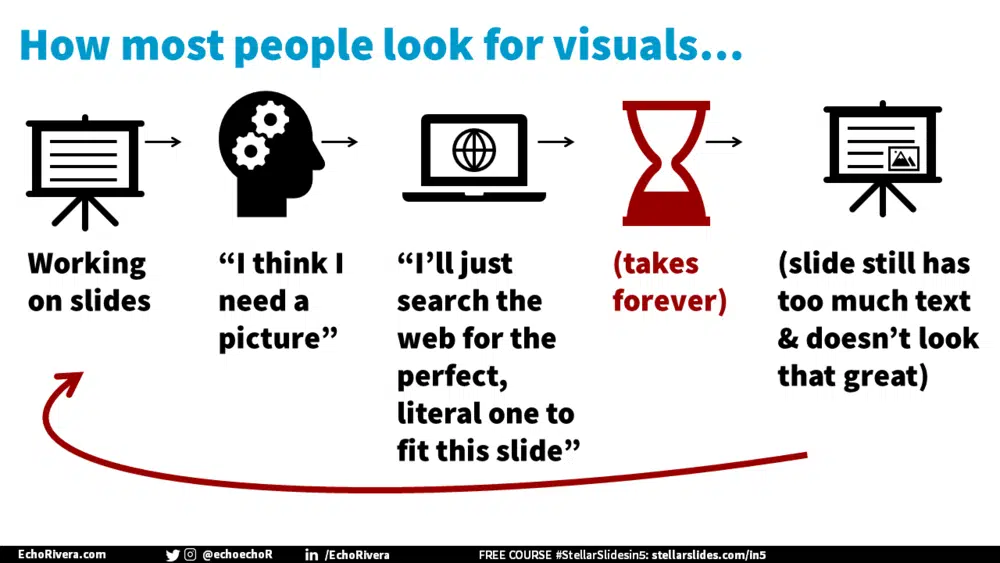 How most people look for visuals...
Working
on slides
“I think I
need a
picture”
“I’ll just
search the
web for the
perfect,
literal one to
fit this slide”
(takes
forever)
(slide still has
too much text
& doesn’t look
that great)
EchoRivera.com
@echoechoR
in /EchoRivera
FREE COURSE #StellarSlidesin5: stellarslides.com/in5